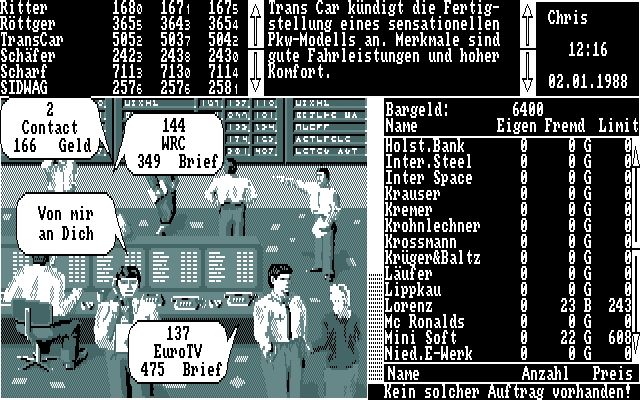 Ritter 168₀ 167₁ 167₅
Röttger 365₅ 364₃ 365₄
TransCar 505₂ 503₇ 504₂
Schäfer 242₃ 243₈ 243₀
Scharf 711₃ 713₀ 711₄
SIDWAG 257₆ 257₆ 258₁
Trans Car kündigt die Fertig-
stellung eines sensationellen
Pkw-Modells an. Merkmale sind
gute Fahrleistungen und hoher
Komfort.
Chris
12:16
02.01.1988
2
Contact
166 Geld
144
WRC
349 Brief
Von mir
an Dich
137
EuroTV
475 Brief
Bargeld: 6400
Name Eigen Fremd Limit
Holst.Bank 0 0 G 0
Inter.Steel 0 0 G 0
Inter Space 0 0 G 0
Krauser 0 0 G 0
Kremer 0 0 G 0
Krohnlechner 0 0 G 0
Krossmann 0 0 G 0
Krüger&Baltz 0 0 G 0
Läufer 0 0 G 0
Lippkau 0 0 G 0
Lorenz 0 23 B 243
Mc Ronalds 0 0 G 0
Mini Soft 0 22 G 608
Nied.E-Werk 0 0 G 0
Name Anzahl Preis
Kein solcher Auftrag vorhanden!